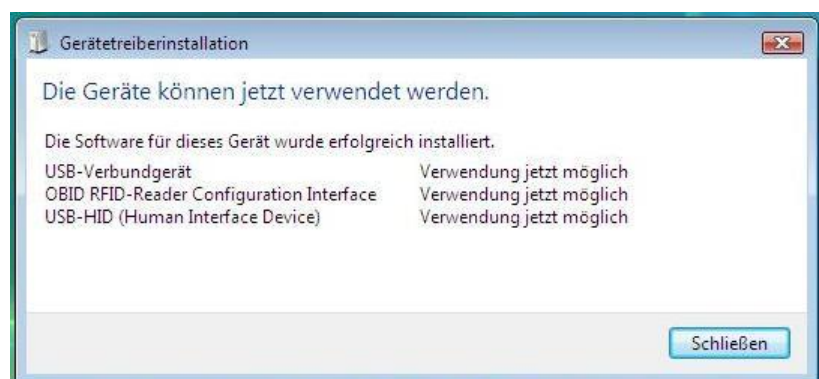 Gerätetreiberinstallation
Die Geräte können jetzt verwendet werden.
Die Software für dieses Gerät wurde erfolgreich installiert.
USB-Verbundgerät Verwendung jetzt möglich
OBID RFID-Reader Configuration Interface Verwendung jetzt möglich
USB-HID (Human Interface Device) Verwendung jetzt möglich
Schließen